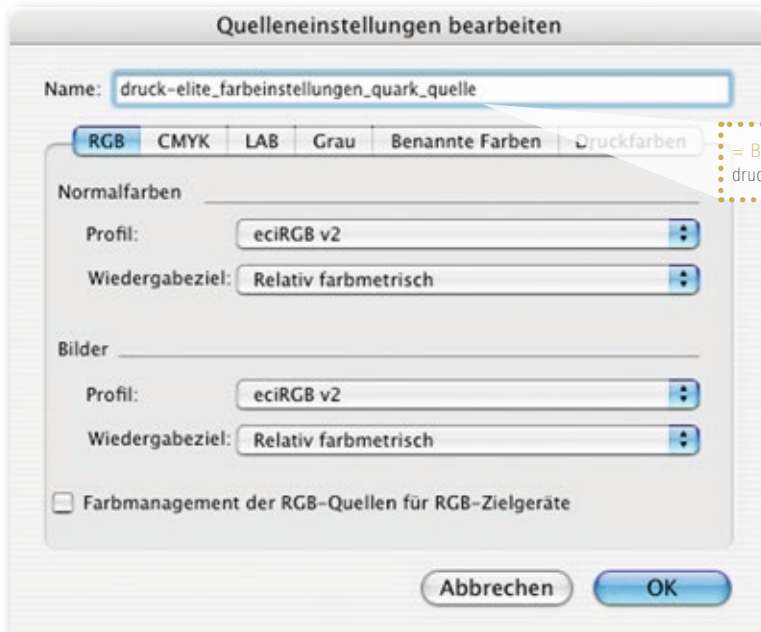 Quelleneinstellungen bearbeiten
Name: druck-elite_farbeinstellungen_quark_quelle
RGB CMYK LAB Grau Benannte Farben Druckfarben
= B
druc
Normalfarben
Profil: eciRGB v2
Wiedergabeziel: Relativ farbmetrisch
Bilder
Profil: eciRGB v2
Wiedergabeziel: Relativ farbmetrisch
Farbmanagement der RGB-Quellen für RGB-Zielgeräte
Abbrechen OK